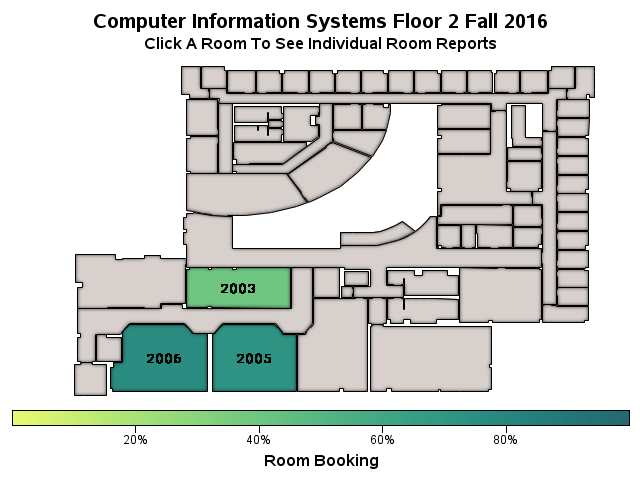 Computer Information Systems Floor 2 Fall 2016
Click A Room To See Individual Room Reports
2003
2006 2005
20% 40% 60% 80%
Room Booking